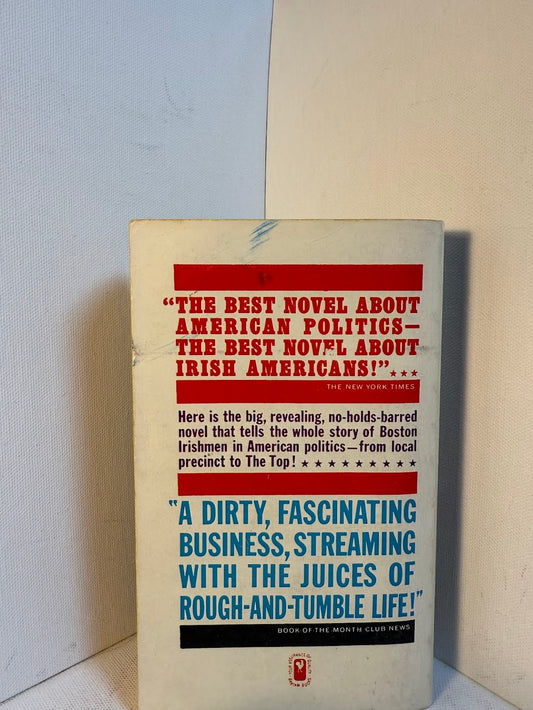 “THE BEST NOVEL ABOUT
AMERICAN POLITICS—
THE BEST NOVEL ABOUT
IRISH AMERICANS!”...
THE NEW YORK TIMES
Here is the big, revealing, no-holds-barred
novel that tells the whole story of Boston
Irishmen in American politics—from local
precinct to The Top! ★ ★ ★ ★ ★ ★ ★ ★ ★
“A DIRTY, FASCINATING
BUSINESS, STREAMING
WITH THE JUICES OF
ROUGH-AND-TUMBLE LIFE!”
BOOK OF THE MONTH CLUB NEWS